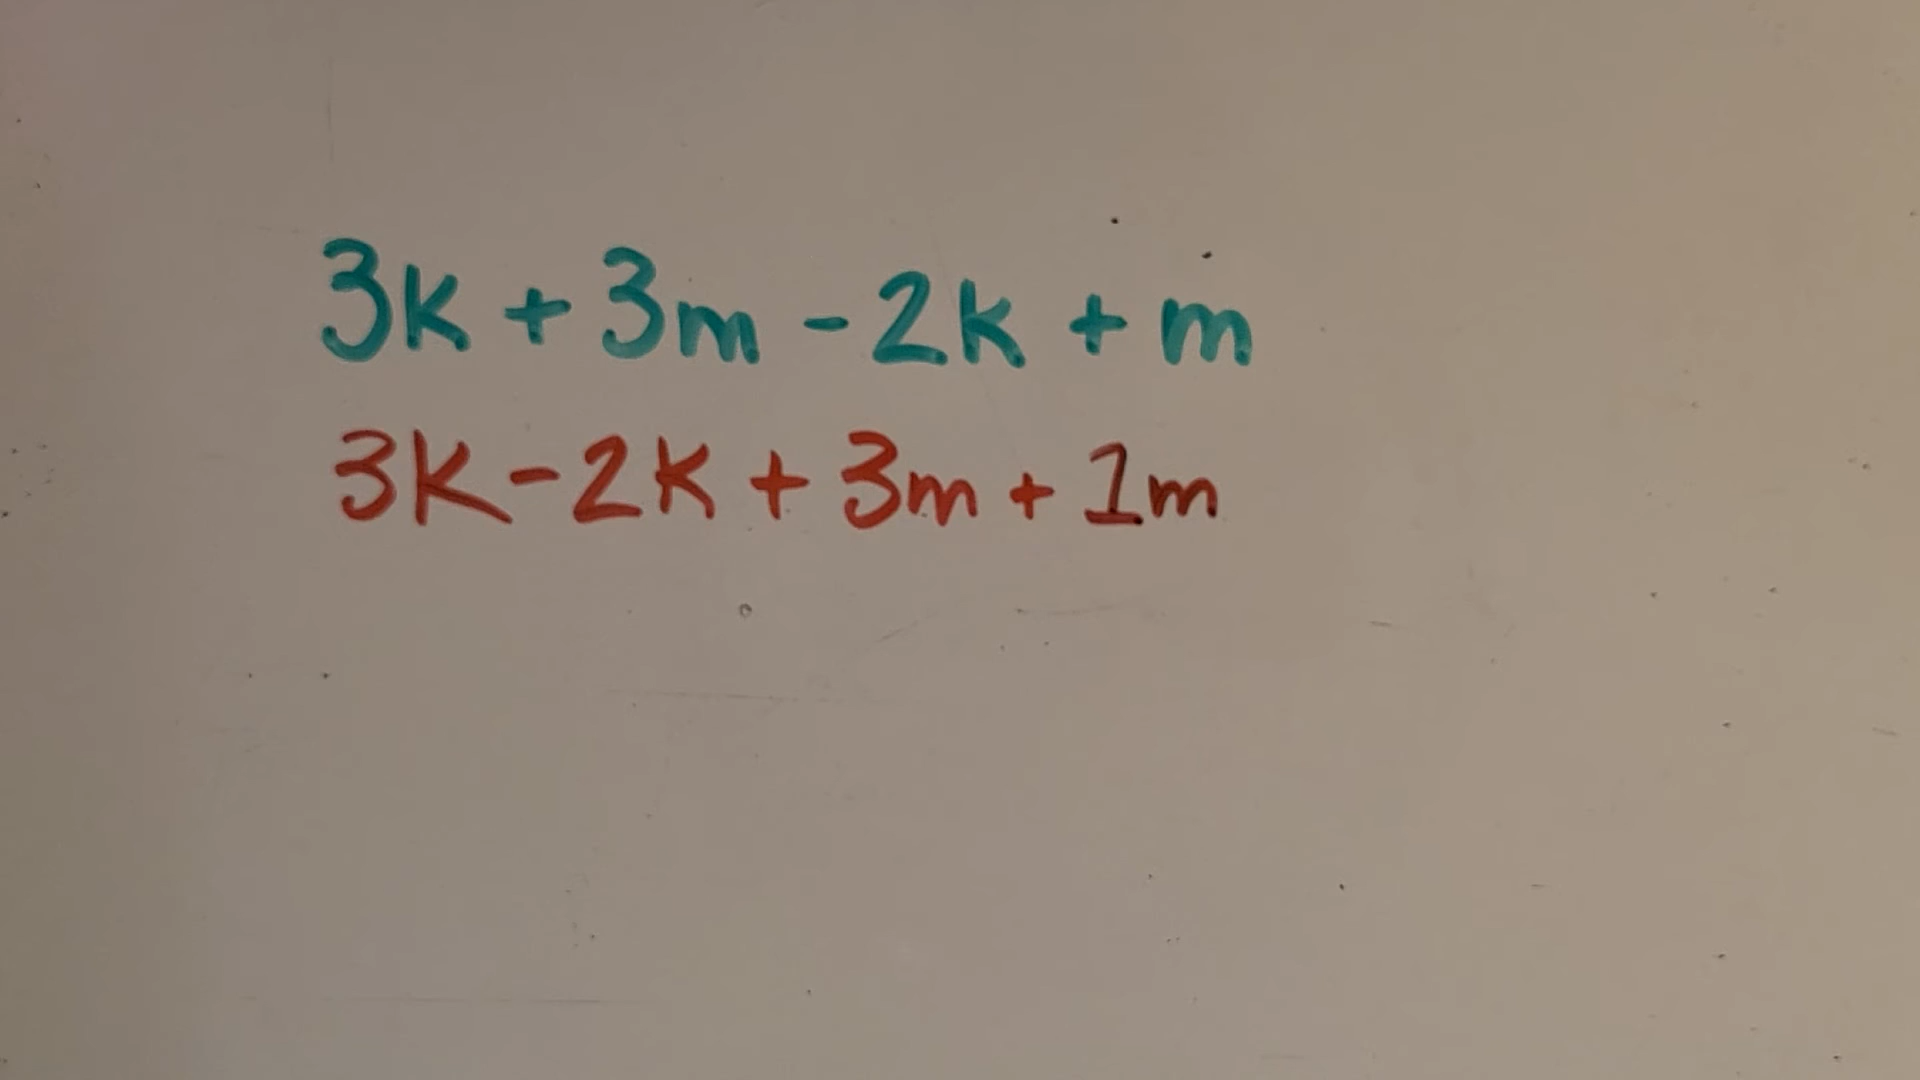 3k + 3m - 2k + m
3k - 2k + 3m + 1m